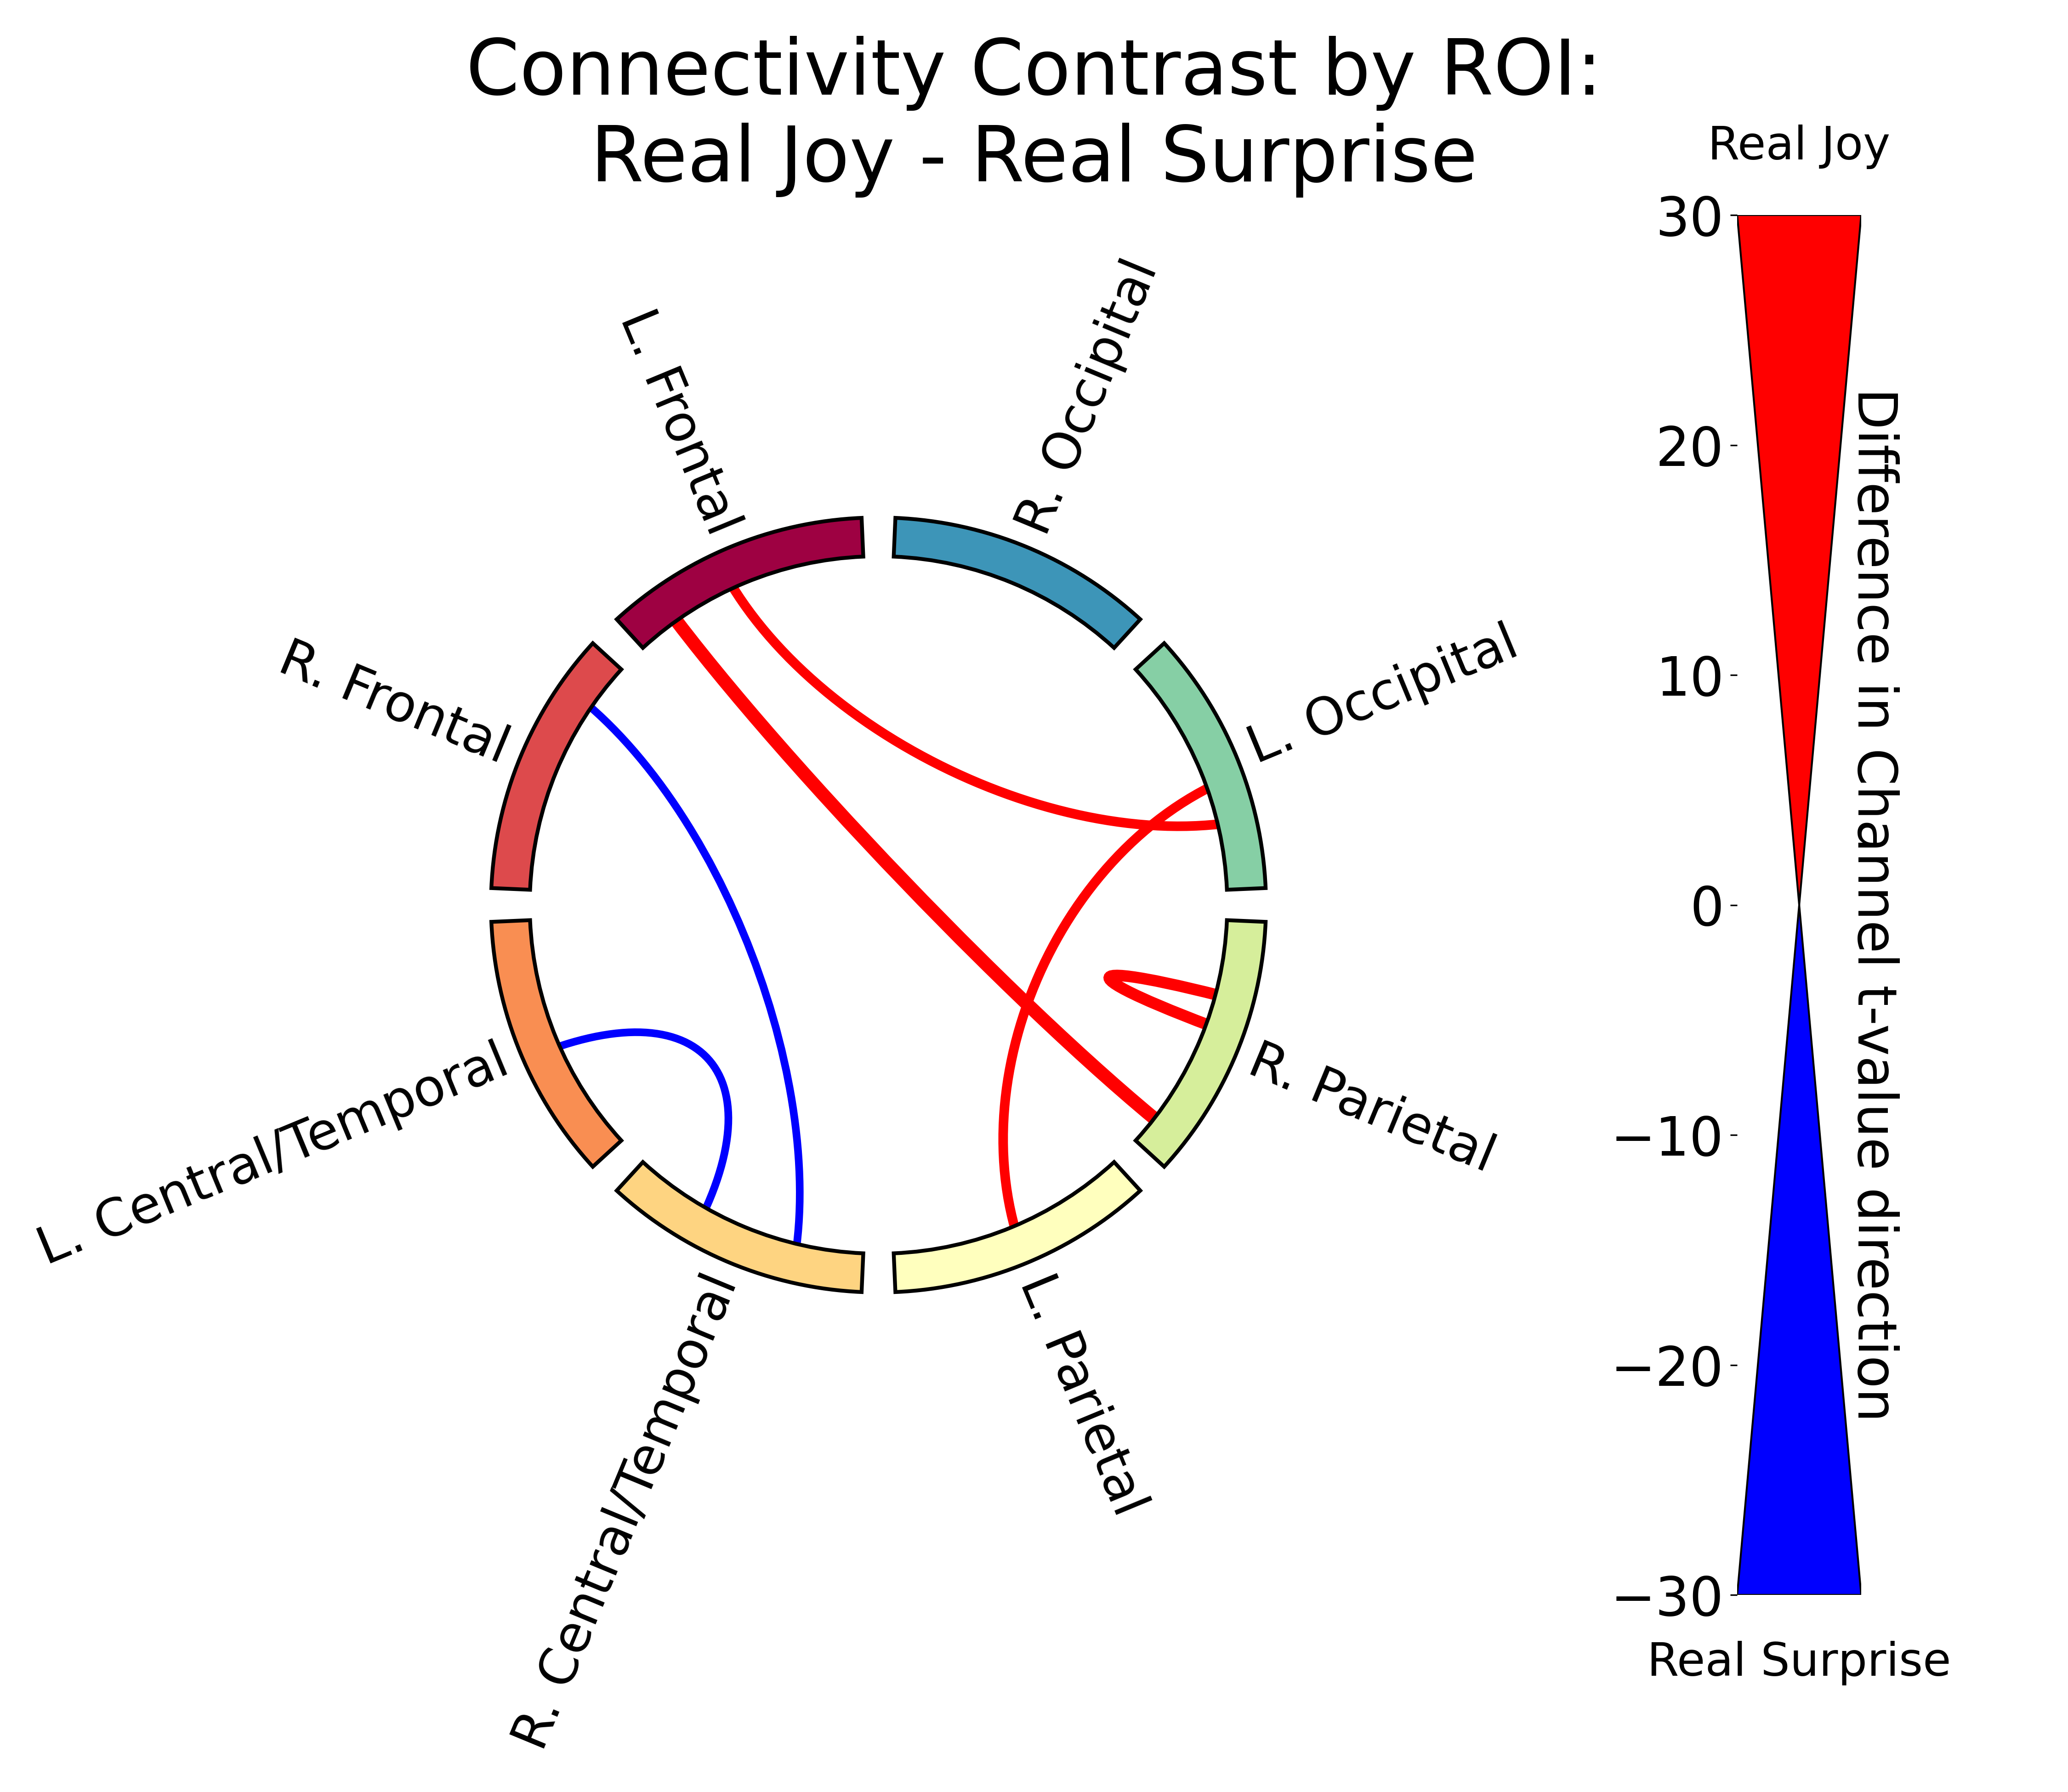 Connectivity Contrast by ROI:
Real Joy - Real Surprise
Real Joy
30
20
10
0
−10
−20
−30
Real Surprise
Difference in Channel t-value direction
L. Frontal
R. Occipital
R. Frontal
L. Occipital
L. Central/Temporal
R. Parietal
R. Central/Temporal
L. Parietal